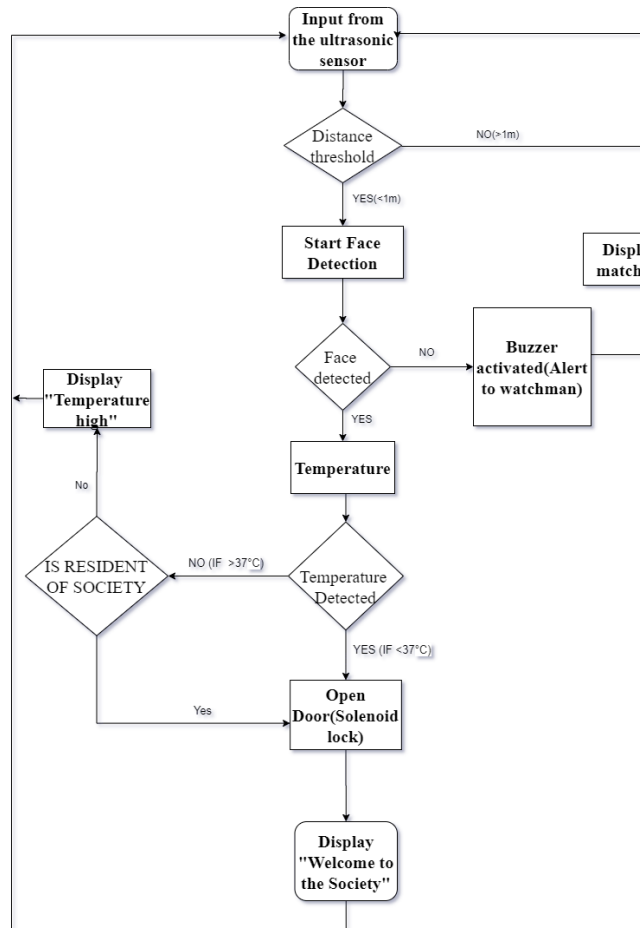 Input from
the ultrasonic
sensor
Distance
threshold
NO(>1m)
YES(<1m)
Start Face
Detection
Displ
match
Face
detected
NO
Buzzer
activated(Alert
to watchman)
YES
Display
"Temperature
high"
Temperature
No
IS RESIDENT
OF SOCIETY
NO (IF >37°C)
Temperature
Detected
YES (IF <37°C)
Yes
Open
Door(Solenoid
lock)
Display
"Welcome to
the Society"